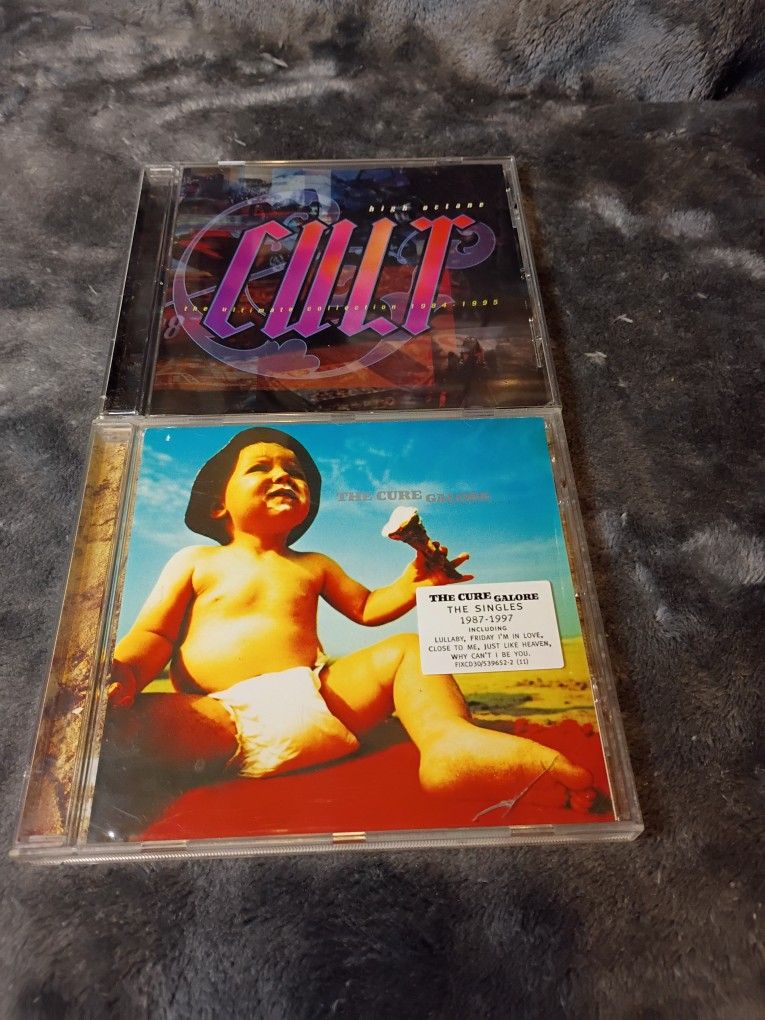 high octane
CULT
the ultimate collection 1984-1995
THE CURE GALORE
THE CURE GALORE
THE SINGLES
1987-1997
INCLUDING
LULLABY, FRIDAY I'M IN LOVE,
CLOSE TO ME, JUST LIKE HEAVEN,
WHY CAN'T I BE YOU.
FIXCD30/539652-2 (11)